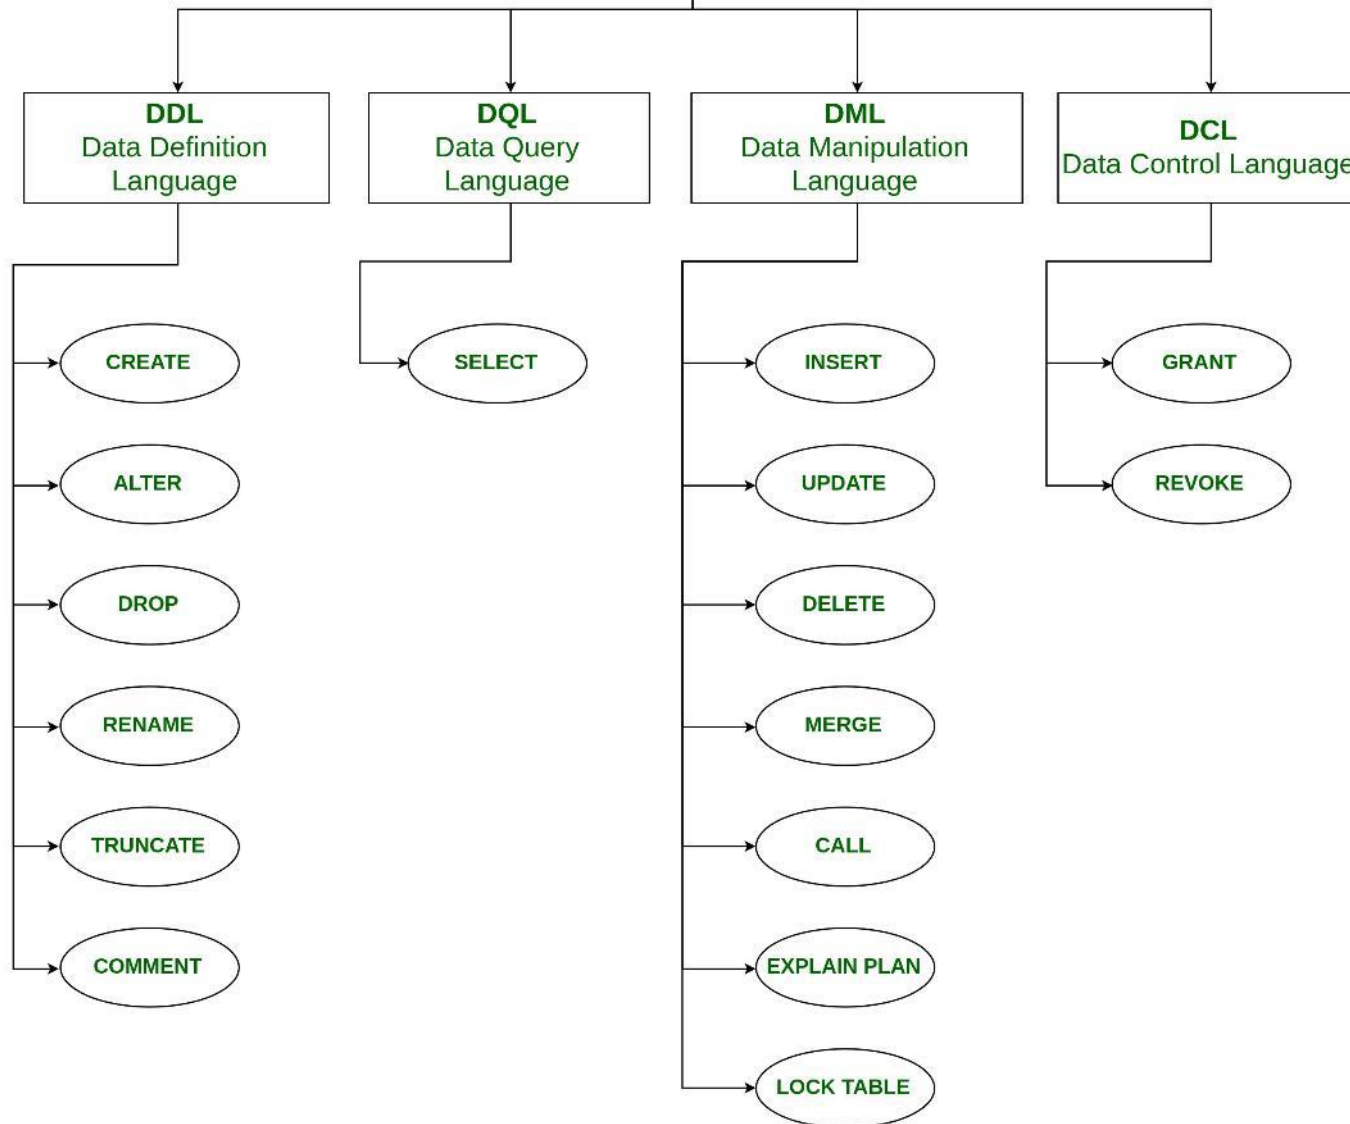 DDL
Data Definition
Language
DQL
Data Query
Language
DML
Data Manipulation
Language
DCL
Data Control Language
CREATE
ALTER
DROP
RENAME
TRUNCATE
COMMENT
SELECT
INSERT
UPDATE
DELETE
MERGE
CALL
EXPLAIN PLAN
LOCK TABLE
GRANT
REVOKE